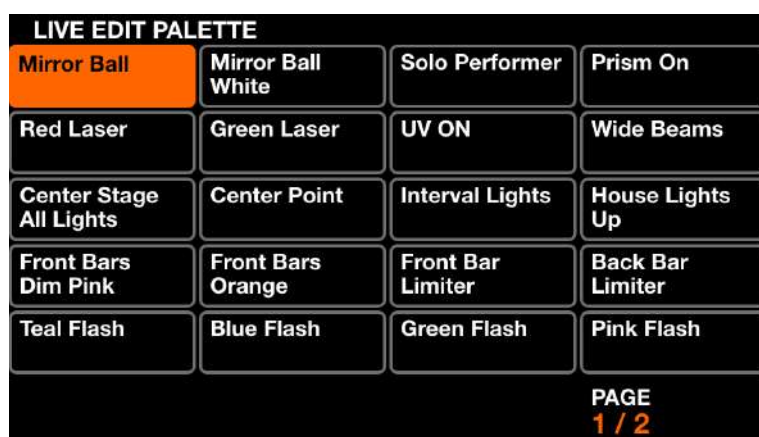 LIVE EDIT PALETTE
Mirror Ball
Mirror Ball
White
Solo Performer
Prism On
Red Laser
Green Laser
UV ON
Wide Beams
Center Stage
All Lights
Center Point
Interval Lights
House Lights
Up
Front Bars
Dim Pink
Front Bars
Orange
Front Bar
Limiter
Back Bar
Limiter
Teal Flash
Blue Flash
Green Flash
Pink Flash
PAGE
1 / 2